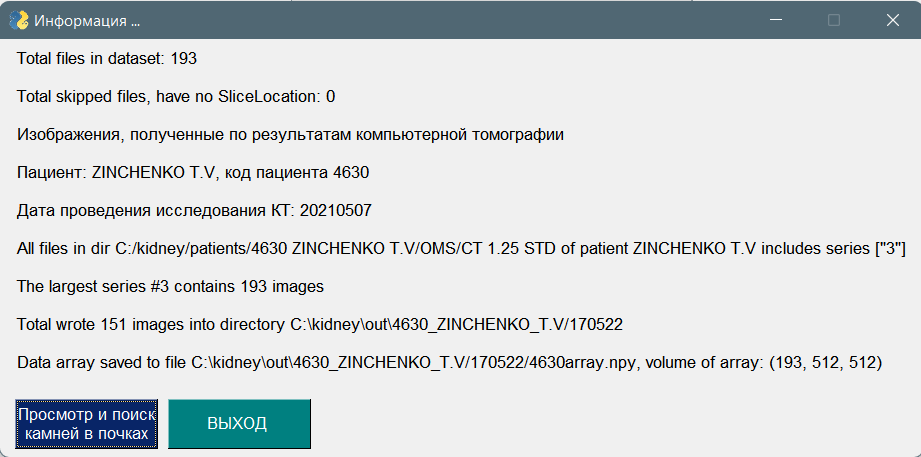 Информация ...
Total files in dataset: 193
Total skipped files, have no SliceLocation: 0
Изображения, полученные по результатам компьютерной томографии
Пациент: ZINCHENKO T.V, код пациента 4630
Дата проведения исследования КТ: 20210507
All files in dir C:/kidney/patients/4630 ZINCHENKO T.V/OMS/CT 1.25 STD of patient ZINCHENKO T.V includes series ["3"]
The largest series #3 contains 193 images
Total wrote 151 images into directory C:\kidney\out\4630_ZINCHENKO_T.V/170522
Data array saved to file C:\kidney\out\4630_ZINCHENKO_T.V/170522/4630array.npy, volume of array: (193, 512, 512)
Просмотр и поиск
камней в почках
ВЫХОД